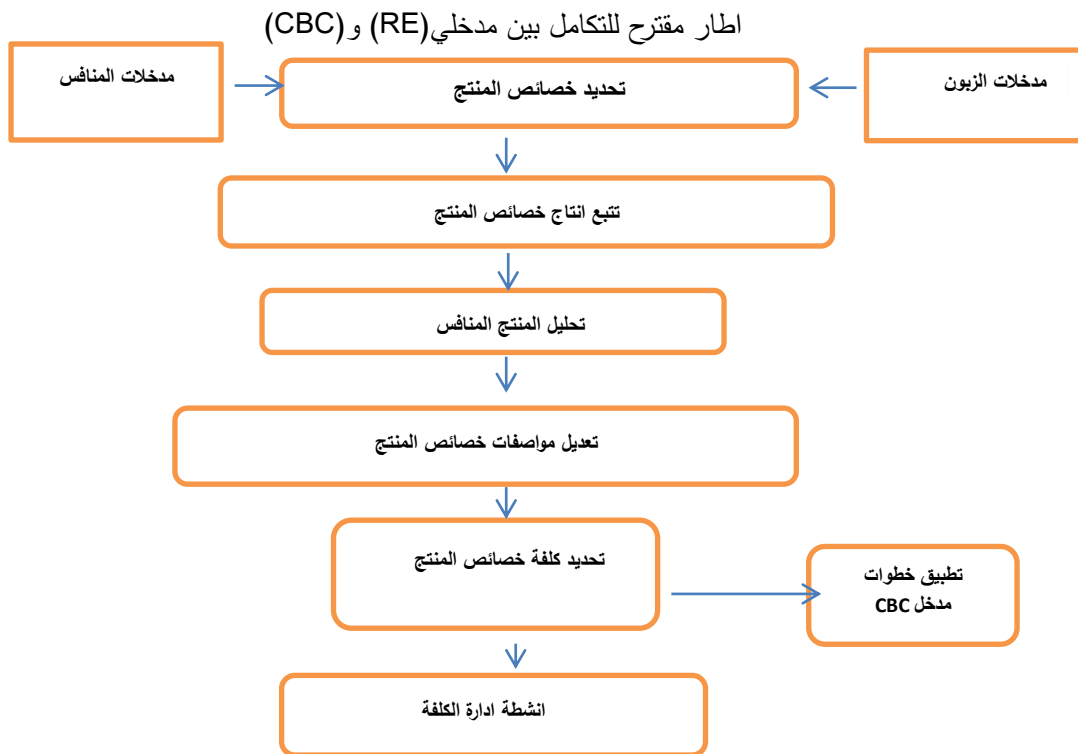 اطار مقترح للتكامل بين مدخلي(RE) و(CBC)
مدخلات الزبون
تحديد خصائص المنتج
مدخلات المنافس
تتبع انتاج خصائص المنتج
تحليل المنتج المنافس
تعديل مواصفات خصائص المنتج
تحديد كلفة خصائص المنتج
تطبيق خطوات
مدخل CBC
انشطة ادارة الكلفة